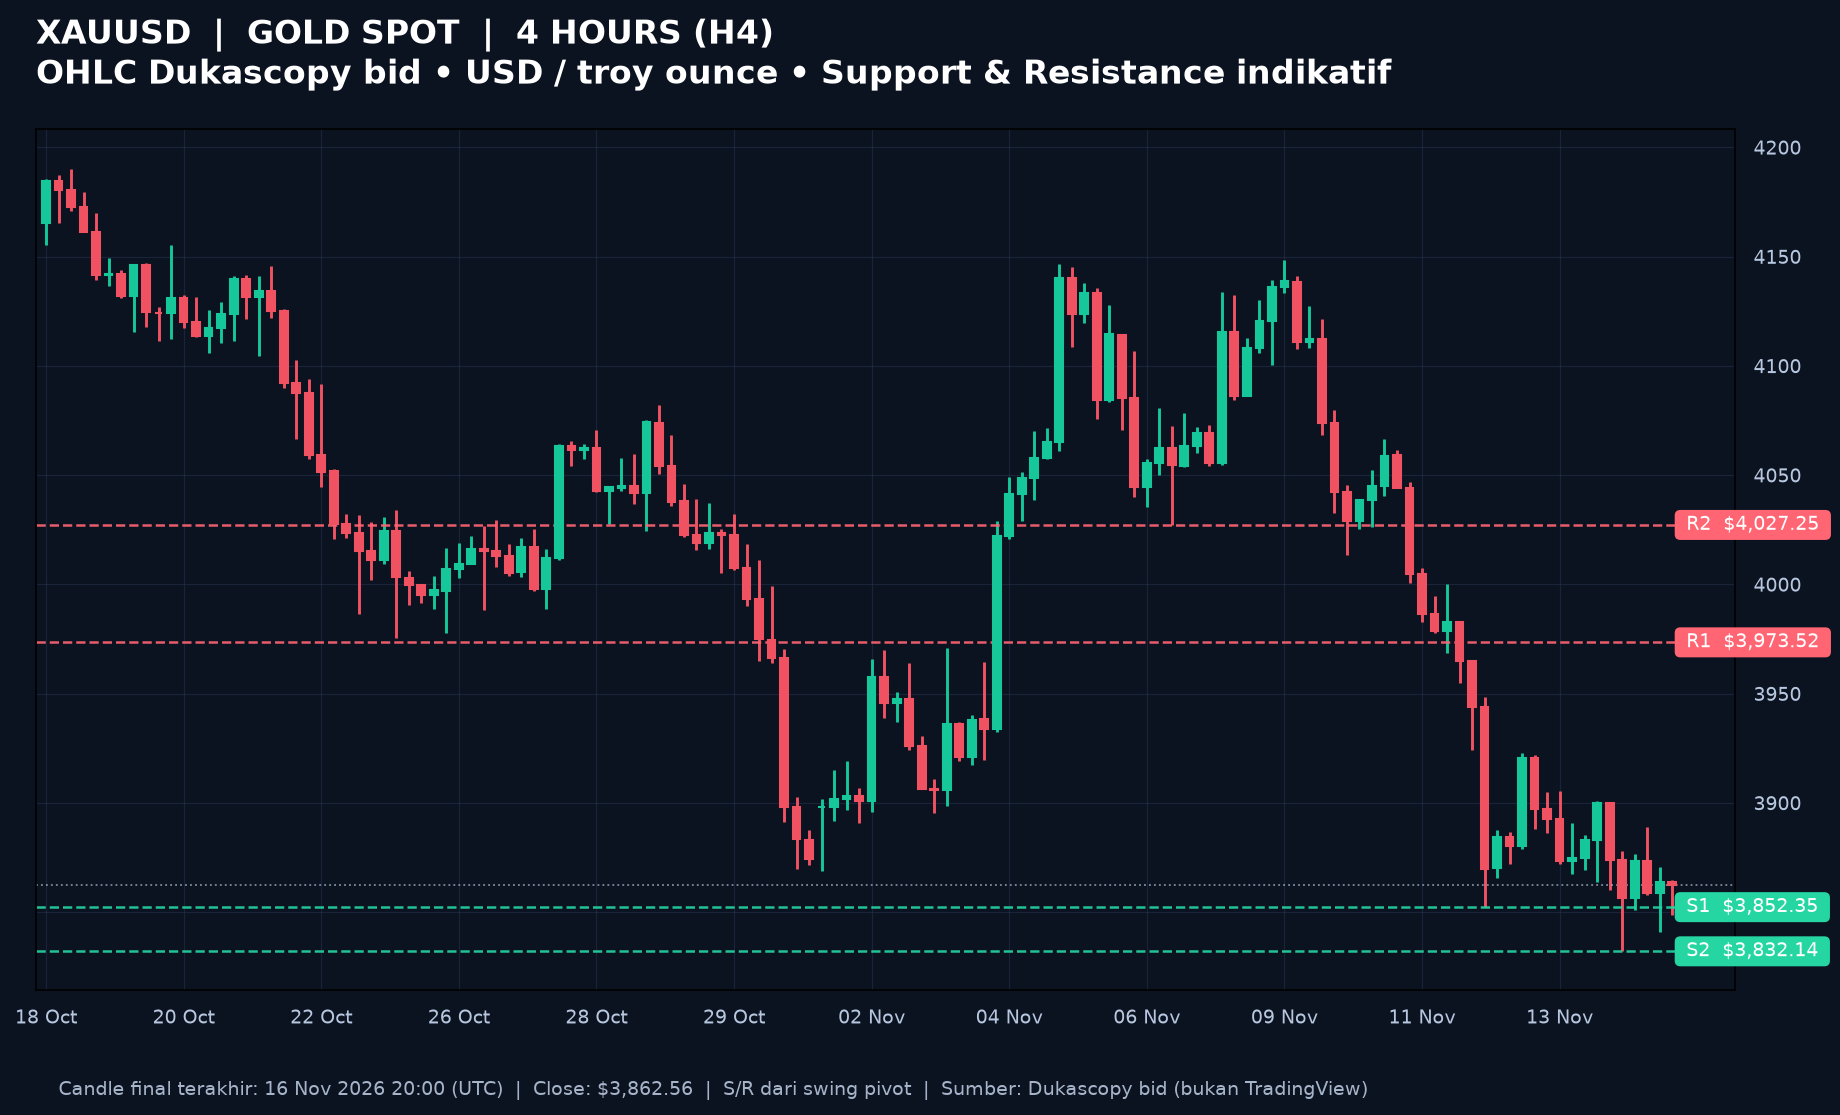 XAUUSD | GOLD SPOT | 4 HOURS (H4)
OHLC Dukascopy bid • USD / troy ounce • Support & Resistance indikatif
4200
4150
4100
4050
R2 $4,027.25
4000
R1 $3,973.52
3950
3900
S1 $3,852.35
S2 $3,832.14
18 Oct 20 Oct 22 Oct 26 Oct 28 Oct 29 Oct 02 Nov 04 Nov 06 Nov 09 Nov 11 Nov 13 Nov
Candle final terakhir: 16 Nov 2026 20:00 (UTC) | Close: $3,862.56 | S/R dari swing pivot | Sumber: Dukascopy bid (bukan TradingView)